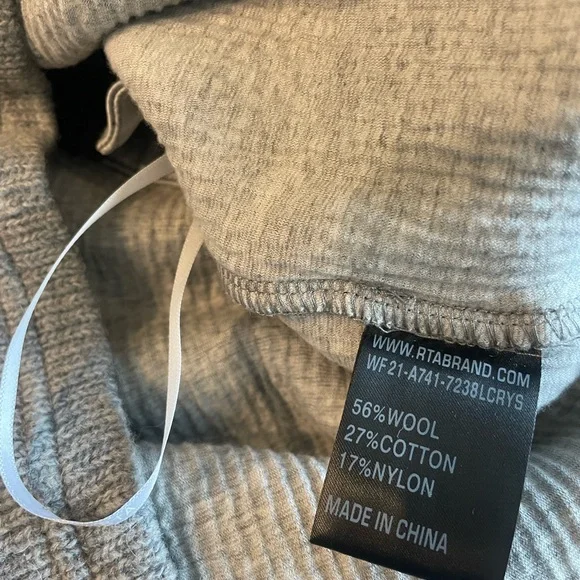 WWW.RTABRAND.COM
WF21-A741-7238LCRYS
56%WOOL
27%COTTON
17%NYLON
MADE IN CHINA